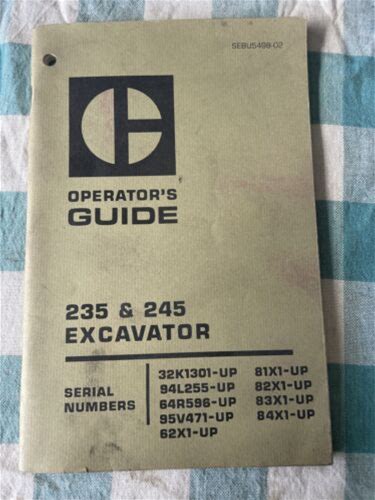 SEBU5498-02
OPERATOR'S
GUIDE
235 & 245
EXCAVATOR
SERIAL
NUMBERS
32K1301-UP
94L255-UP
64R596-UP
95V471-UP
62X1-UP
81X1-UP
82X1-UP
83X1-UP
84X1-UP